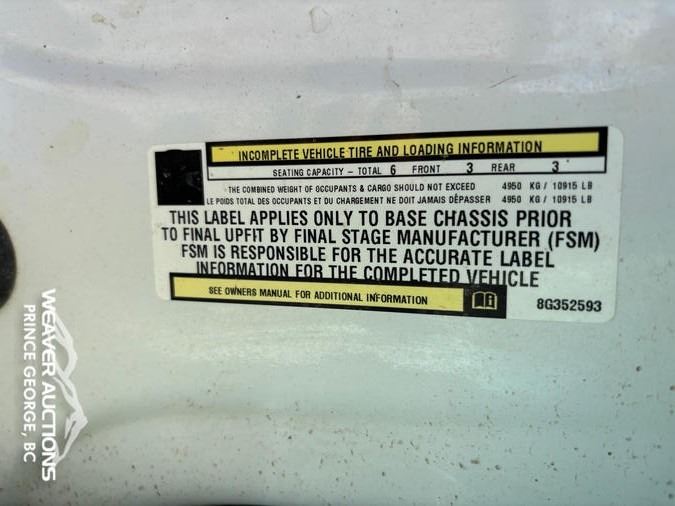 INCOMPLETE VEHICLE TIRE AND LOADING INFORMATION
SEATING CAPACITY - TOTAL 6 FRONT 3 REAR 3
THE COMBINED WEIGHT OF OCCUPANTS & CARGO SHOULD NOT EXCEED 4950 KG / 10915 LB
LE POIDS TOTAL DES OCCUPANTS ET DU CHARGEMENT NE DOIT JAMAIS DÉPASSER 4950 KG / 10915 LB
THIS LABEL APPLIES ONLY TO BASE CHASSIS PRIOR
TO FINAL UPFIT BY FINAL STAGE MANUFACTURER (FSM)
FSM IS RESPONSIBLE FOR THE ACCURATE LABEL
INFORMATION FOR THE COMPLETED VEHICLE
SEE OWNERS MANUAL FOR ADDITIONAL INFORMATION
8G352593
WEAVER AUCTIONS
PRINCE GEORGE, BC